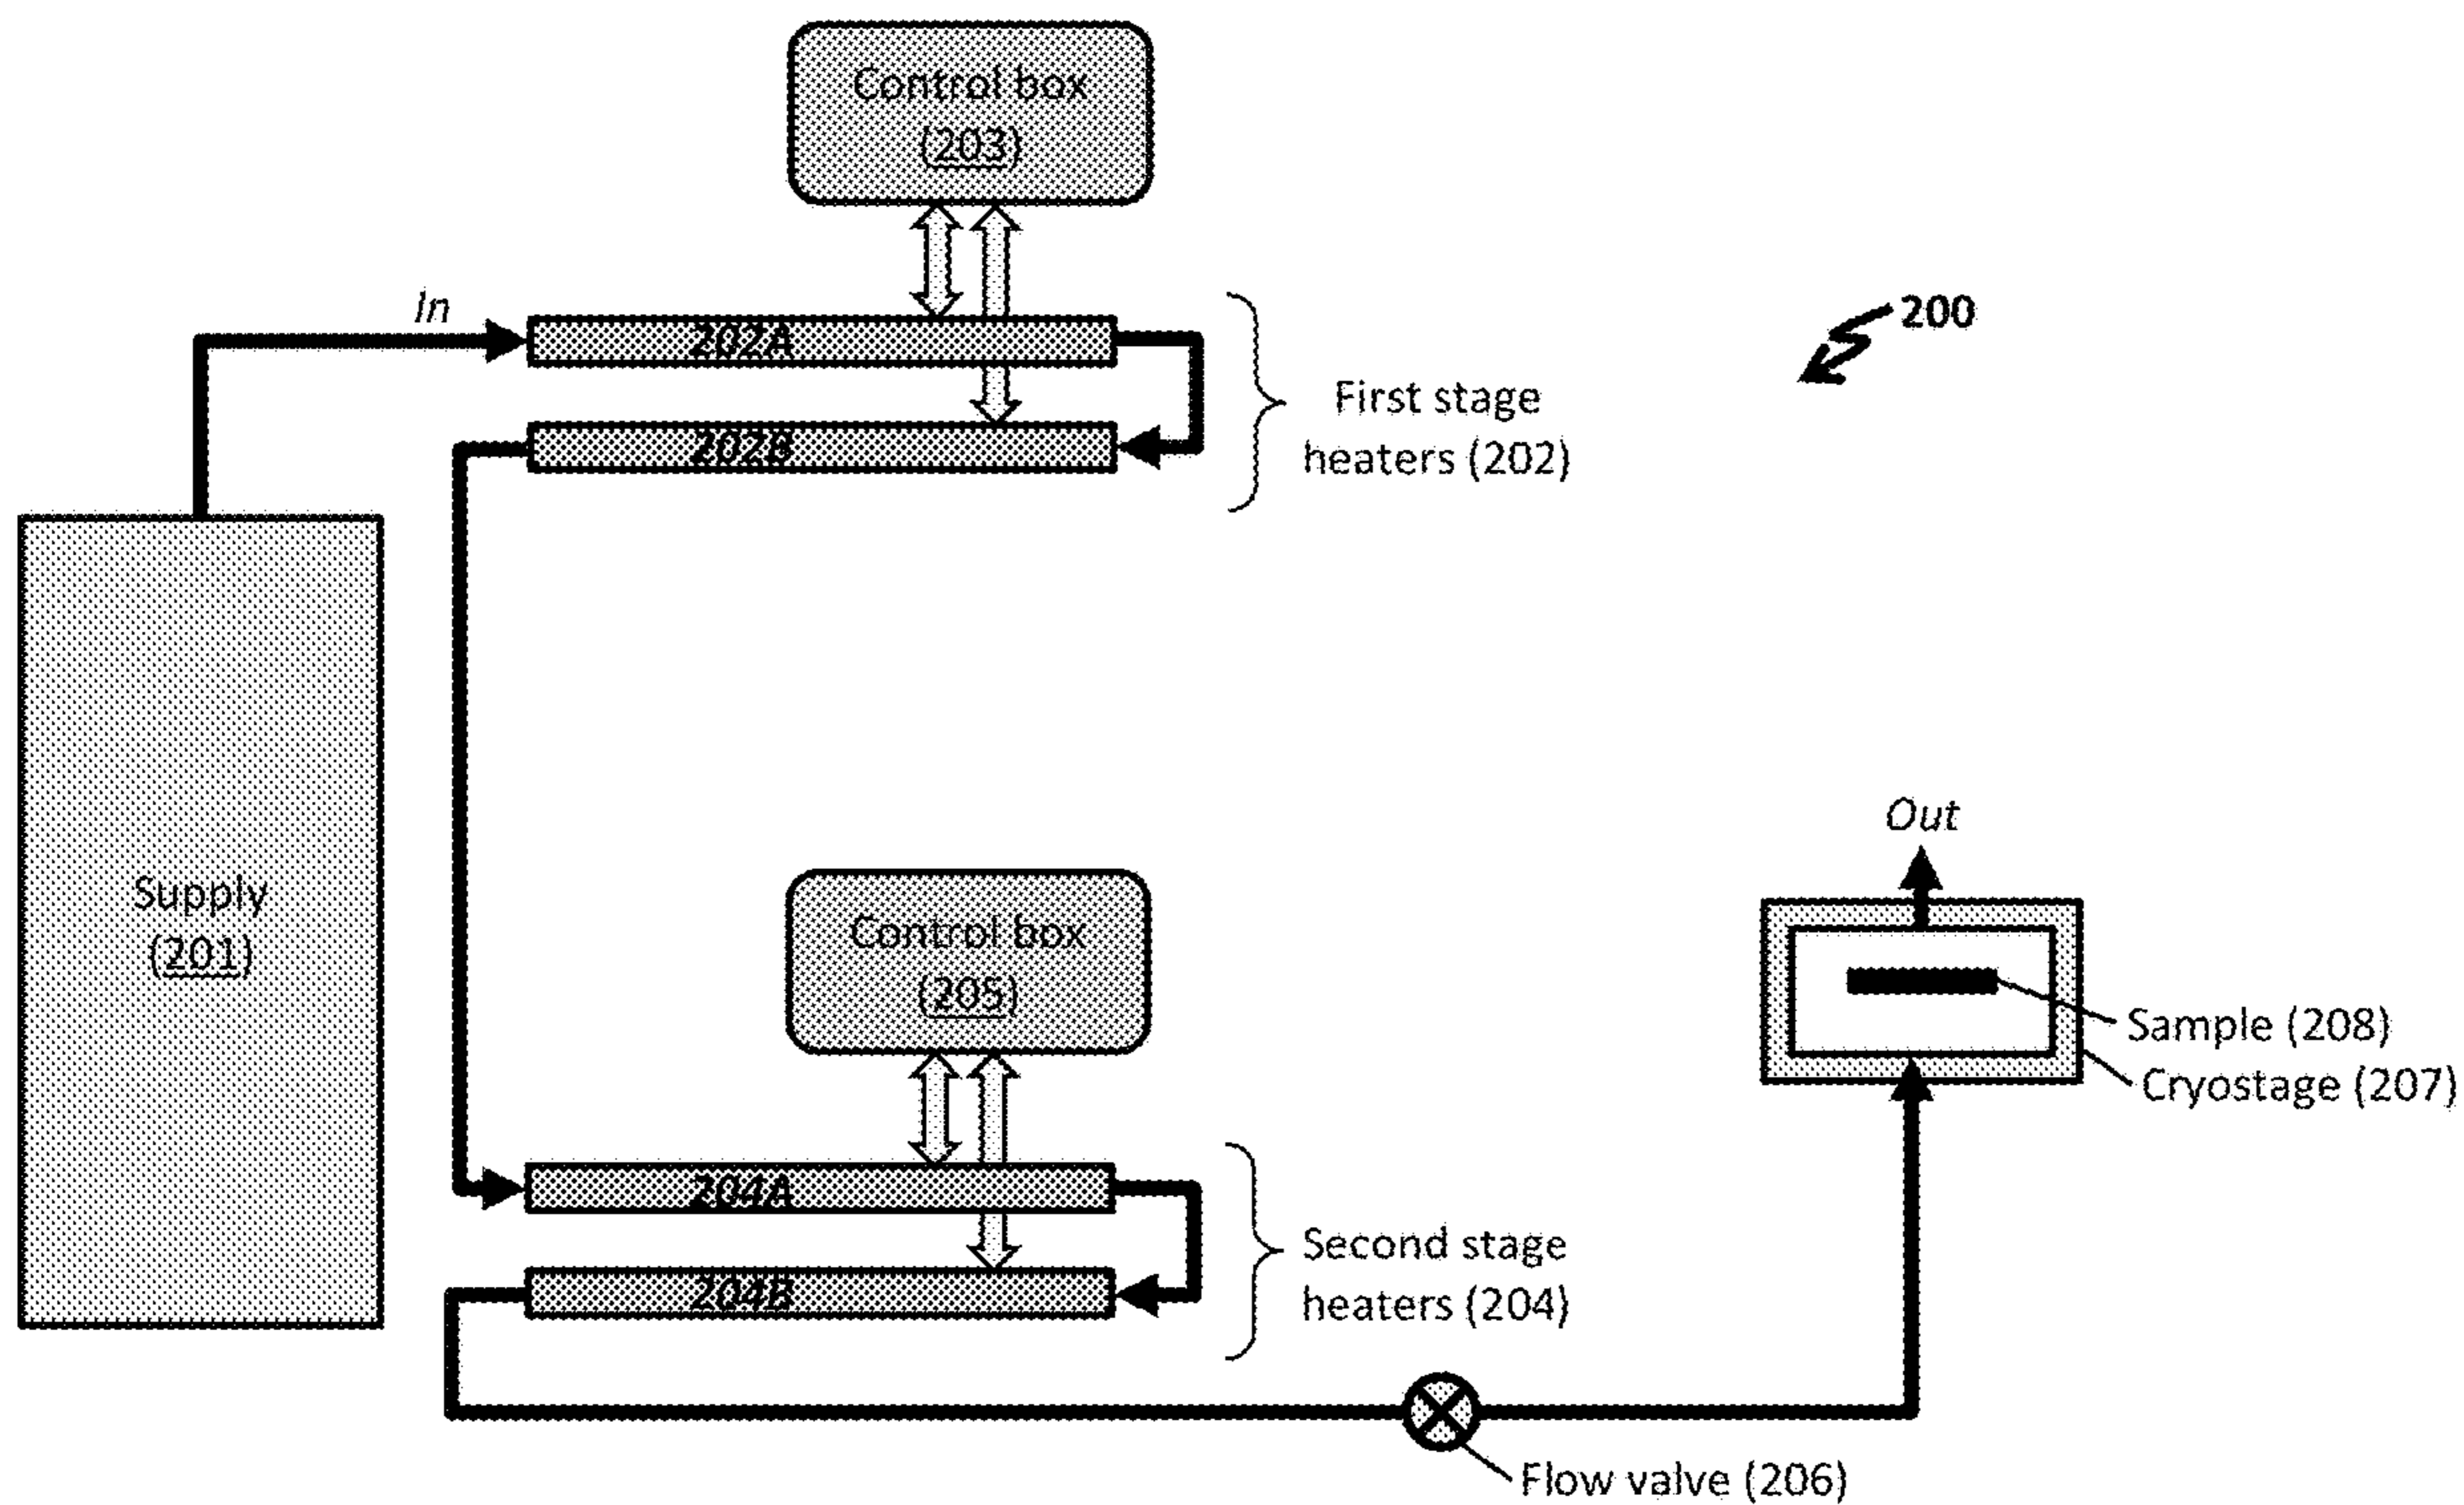 Control box
(203)
In
202A
200
First stage
heaters (202)
202B
Out
Supply
(201)
Control box
(205)
Sample (208)
Cryostage (207)
204A
Second stage
heaters (204)
204B
Flow valve (206)